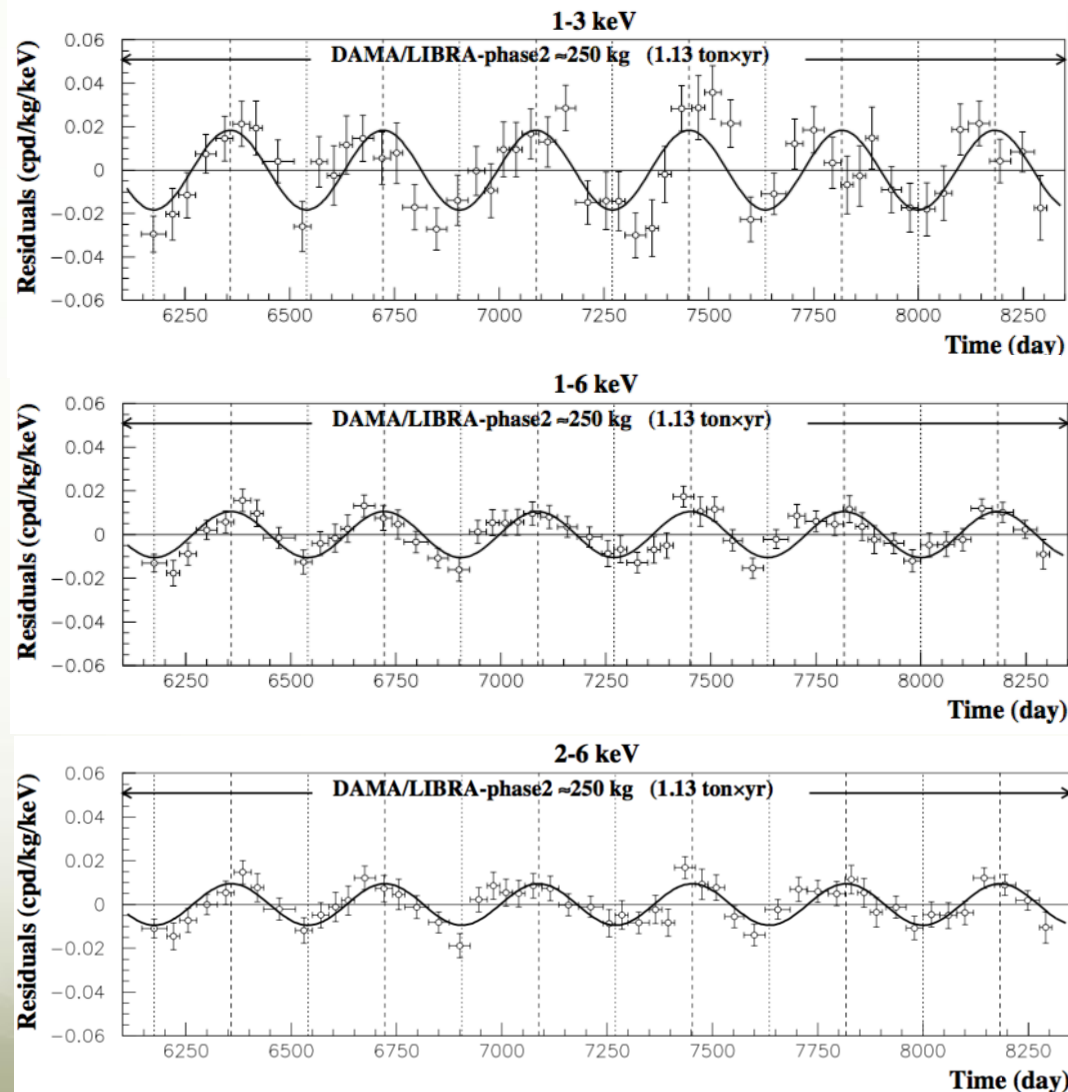 1-3 keV
DAMA/LIBRA-phase2 ≈250 kg (1.13 ton×yr)
Residuals (cpd/kg/keV)
0.06
0.04
0.02
0
−0.02
−0.04
−0.06
6250 6500 6750 7000 7250 7500 7750 8000 8250
Time (day)
1-6 keV
DAMA/LIBRA-phase2 ≈250 kg (1.13 ton×yr)
Residuals (cpd/kg/keV)
0.06
0.04
0.02
0
−0.02
−0.04
−0.06
6250 6500 6750 7000 7250 7500 7750 8000 8250
Time (day)
2-6 keV
DAMA/LIBRA-phase2 ≈250 kg (1.13 ton×yr)
Residuals (cpd/kg/keV)
0.06
0.04
0.02
0
−0.02
−0.04
−0.06
6250 6500 6750 7000 7250 7500 7750 8000 8250
Time (day)